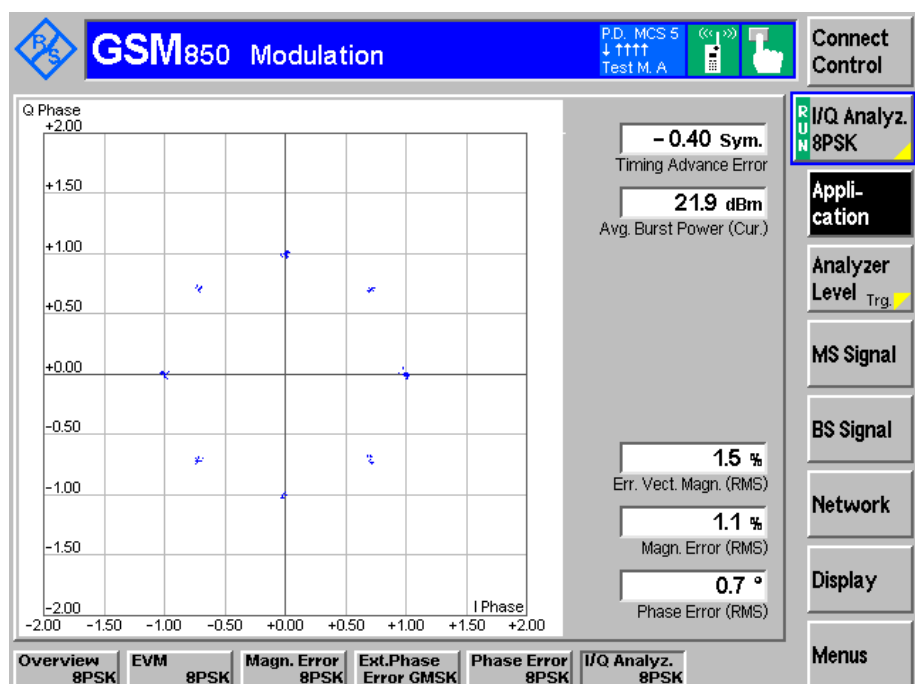 R&S
GSM850 Modulation
P.D. MCS 5
↓ ↑↑↑↑
Test M. A
Connect
Control
RUN
I/Q Analyz.
8PSK
Appli-
cation
Analyzer
Level Trg.
MS Signal
BS Signal
Network
Display
Menus
Q Phase
+2.00
+1.50
+1.00
+0.50
+0.00
-0.50
-1.00
-1.50
-2.00
I Phase
-2.00 -1.50 -1.00 -0.50 +0.00 +0.50 +1.00 +1.50 +2.00
- 0.40 Sym.
Timing Advance Error
21.9 dBm
Avg. Burst Power (Cur.)
1.5 %
Err. Vect. Magn. (RMS)
1.1 %
Magn. Error (RMS)
0.7 °
Phase Error (RMS)
Overview
8PSK
EVM
8PSK
Magn. Error
8PSK
Ext.Phase
Error GMSK
Phase Error
8PSK
I/Q Analyz.
8PSK